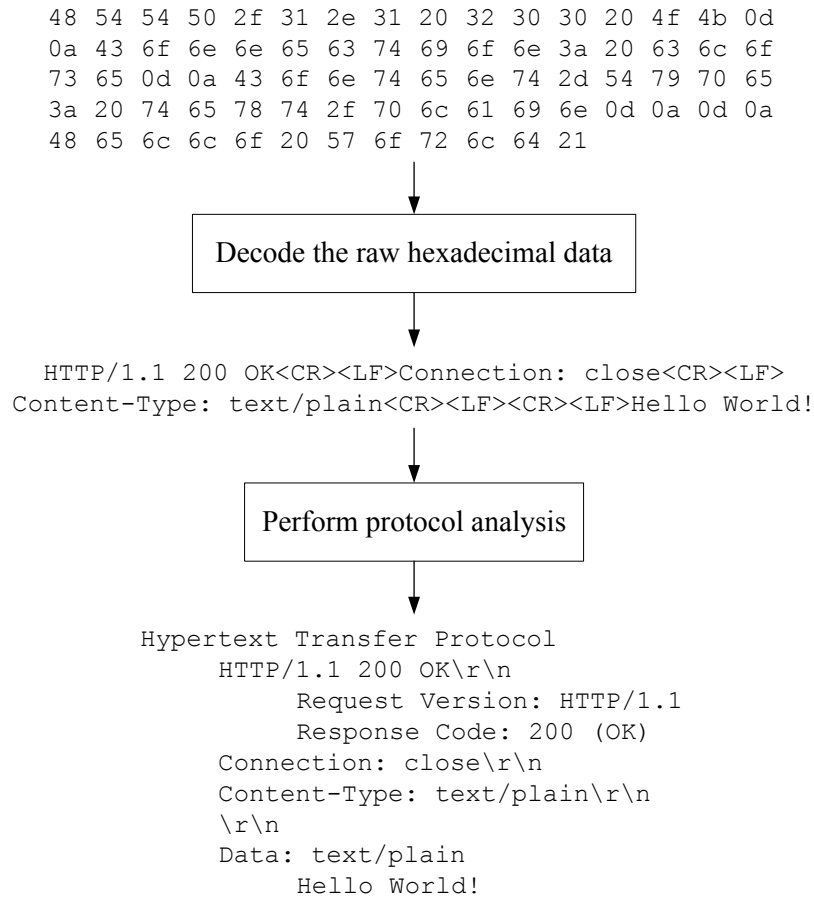 48 54 54 50 2f 31 2e 31 20 32 30 30 20 4f 4b 0d
0a 43 6f 6e 6e 65 63 74 69 6f 6e 3a 20 63 6c 6f
73 65 0d 0a 43 6f 6e 74 65 6e 74 2d 54 79 70 65
3a 20 74 65 78 74 2f 70 6c 61 69 6e 0d 0a 0d 0a
48 65 6c 6c 6f 20 57 6f 72 6c 64 21
Decode the raw hexadecimal data
HTTP/1.1 200 OK<CR><LF>Connection: close<CR><LF>
Content-Type: text/plain<CR><LF><CR><LF>Hello World!
Perform protocol analysis
Hypertext Transfer Protocol
HTTP/1.1 200 OK\r\n
Request Version: HTTP/1.1
Response Code: 200 (OK)
Connection: close\r\n
Content-Type: text/plain\r\n
\r\n
Data: text/plain
Hello World!